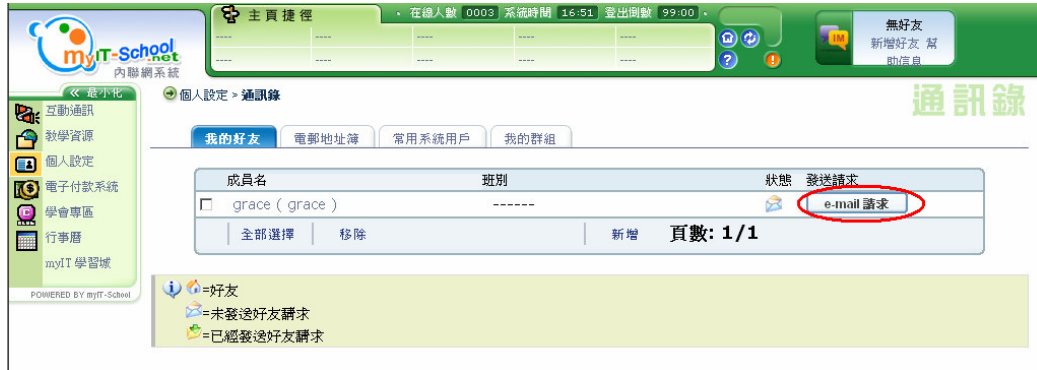 myIT-School.net
內聯網系統
主頁捷徑
---- ---- ---- ---- ----
---- ---- ---- ---- ----
· 在線人數 0003 系統時間 16:51 登出倒數 99:00 ·
IM
無好友
新增好友 幫
助信息
« 最小化
互動通訊
教學資源
個人設定
電子付款系統
學會專區
行事曆
myIT 學習城
POWERED BY myIT-School
個人設定 > 通訊錄
通訊錄
我的好友 電郵地址簿 常用系統用戶 我的群組
成員名 班別 狀態 發送請求
grace ( grace ) ------ e-mail 請求
全部選擇 移除 新增 頁數: 1/1
=好友
=未發送好友請求
=已經發送好友請求